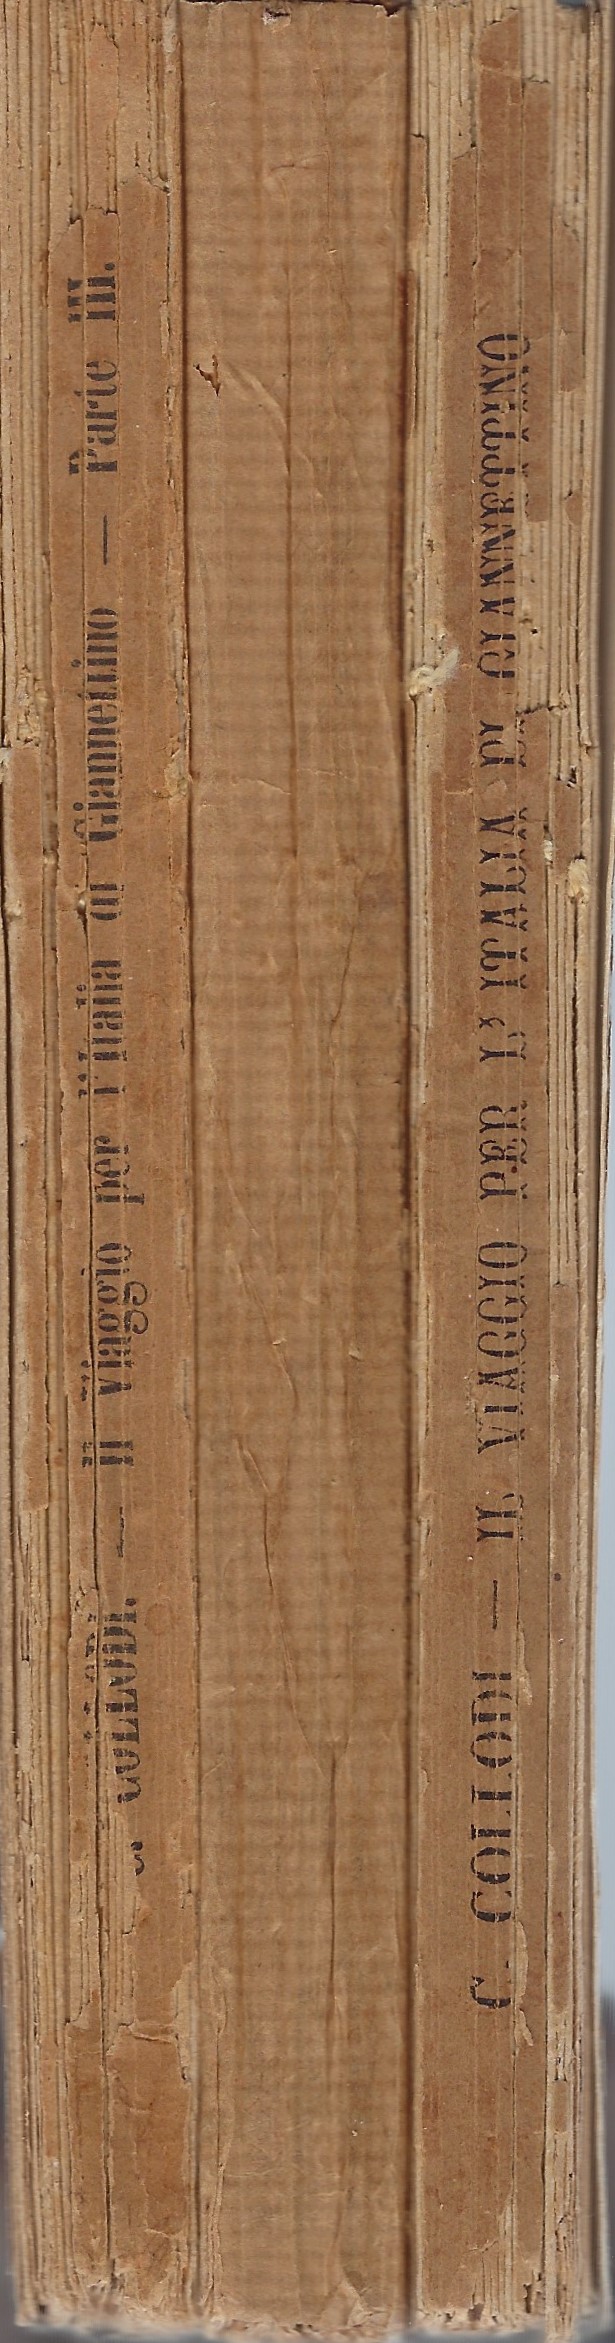 C. COLLODI. — Il viaggio per l'Italia di Giannettino — Parte III.
C. COLLODI — IL VIAGGIO PER L'ITALIA DI GIANNETTINO